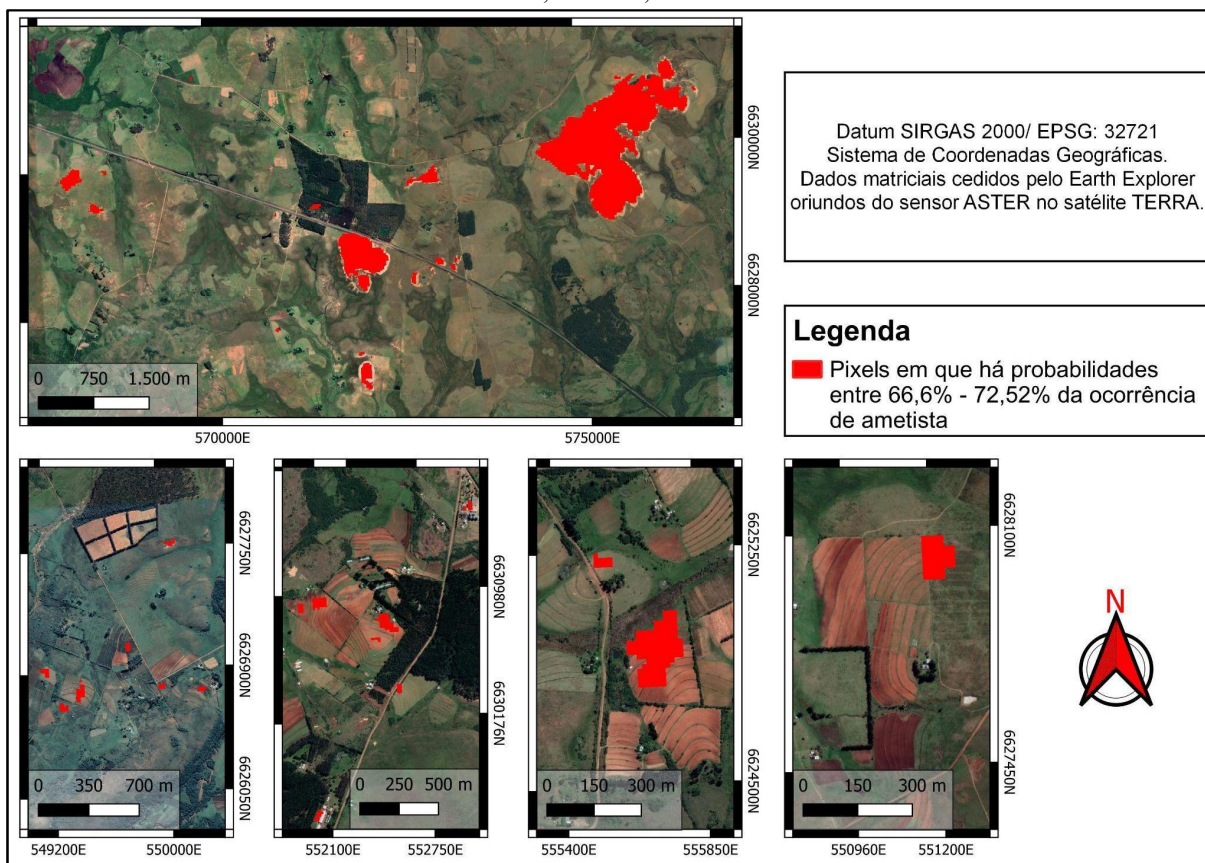 6630000N
6628000N
0 750 1.500 m
570000E 575000E
Datum SIRGAS 2000/ EPSG: 32721
Sistema de Coordenadas Geográficas.
Dados matriciais cedidos pelo Earth Explorer
oriundos do sensor ASTER no satélite TERRA.
Legenda
Pixels em que há probabilidades
entre 66,6% - 72,52% da ocorrência
de ametista
6627750N
6626900N
6626050N
0 350 700 m
549200E 550000E
6630980N
6630176N
0 250 500 m
552100E 552750E
6625250N
6624500N
0 150 300 m
555400E 555850E
6628100N
6627450N
0 150 300 m
550960E 551200E
N